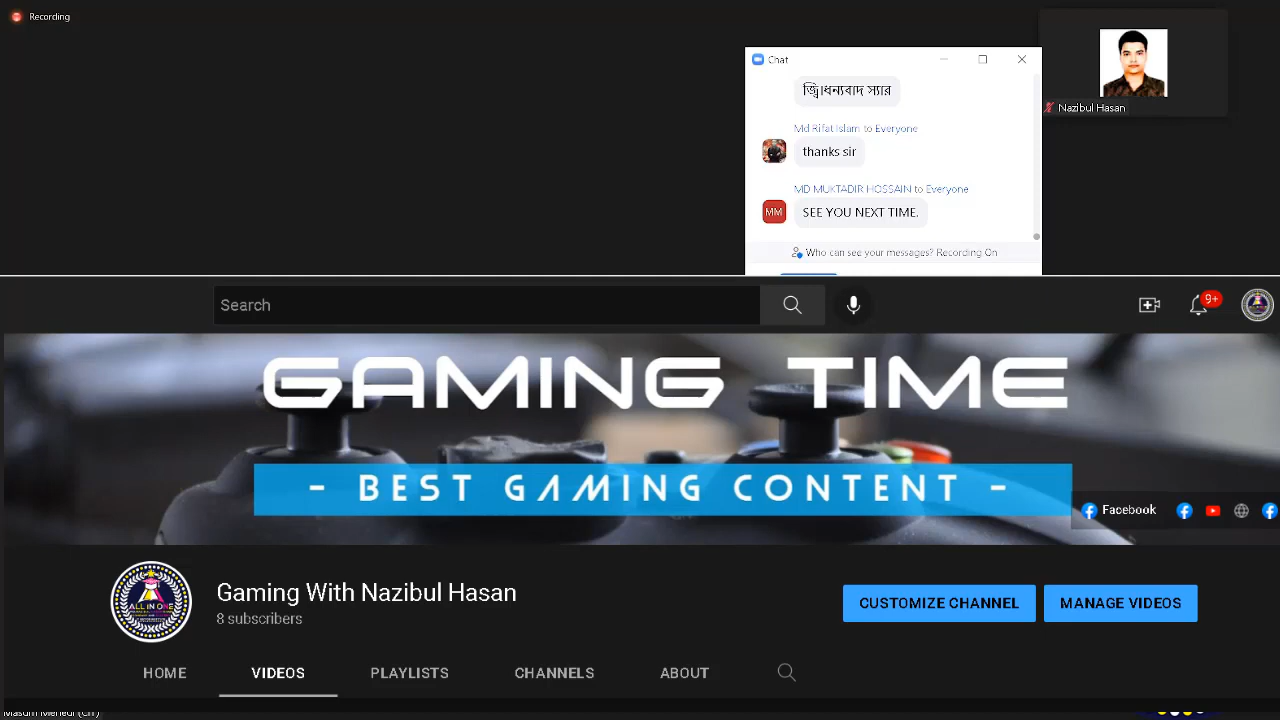 Recording
Chat
জ্বি।ধন্যবাদ স্যার
Md Rifat Islam to Everyone
thanks sir
MD MUKTADIR HOSSAIN to Everyone
MM
SEE YOU NEXT TIME.
Who can see your messages? Recording On
Nazibul Hasan
Search
9+
GAMING TIME
- BEST GAMING CONTENT -
Facebook
ALL IN ONE
Gaming With Nazibul Hasan
8 subscribers
CUSTOMIZE CHANNEL
MANAGE VIDEOS
HOME
VIDEOS
PLAYLISTS
CHANNELS
ABOUT